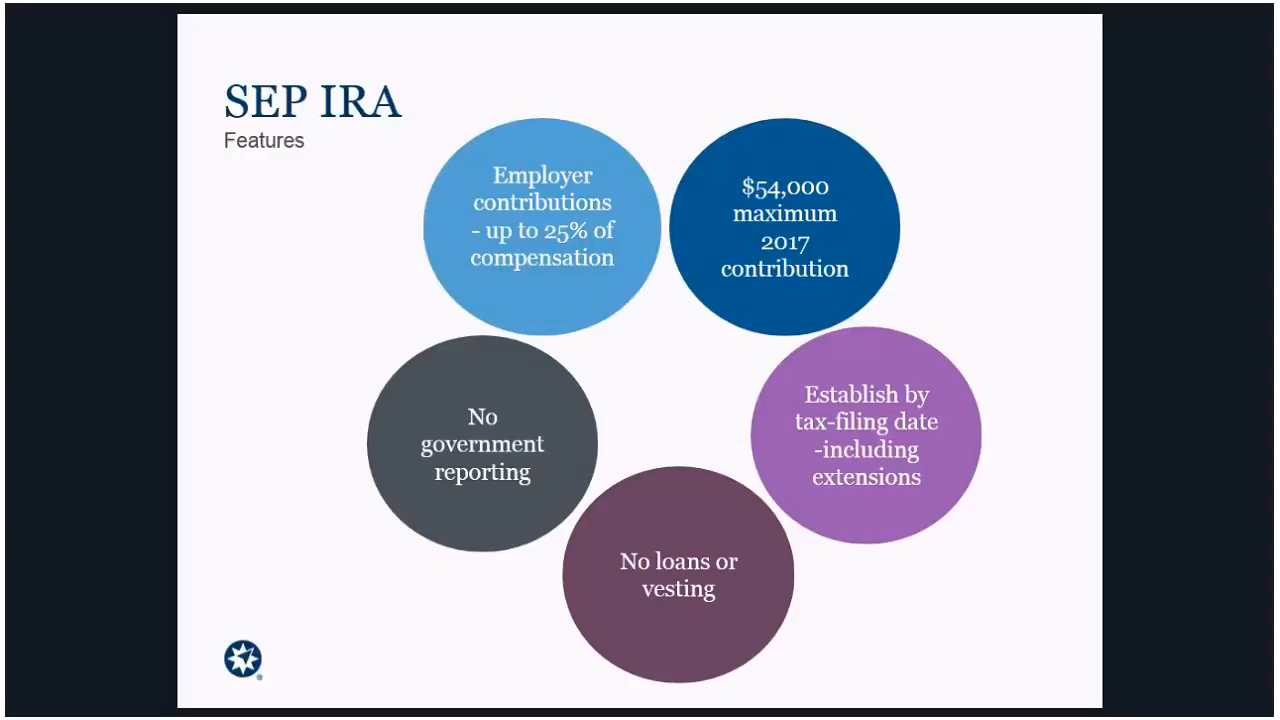 SEP IRA
Features
Employer
contributions
- up to 25% of
compensation
$54,000
maximum
2017
contribution
Establish by
tax-filing date
-including
extensions
No loans or
vesting
No
government
reporting
®